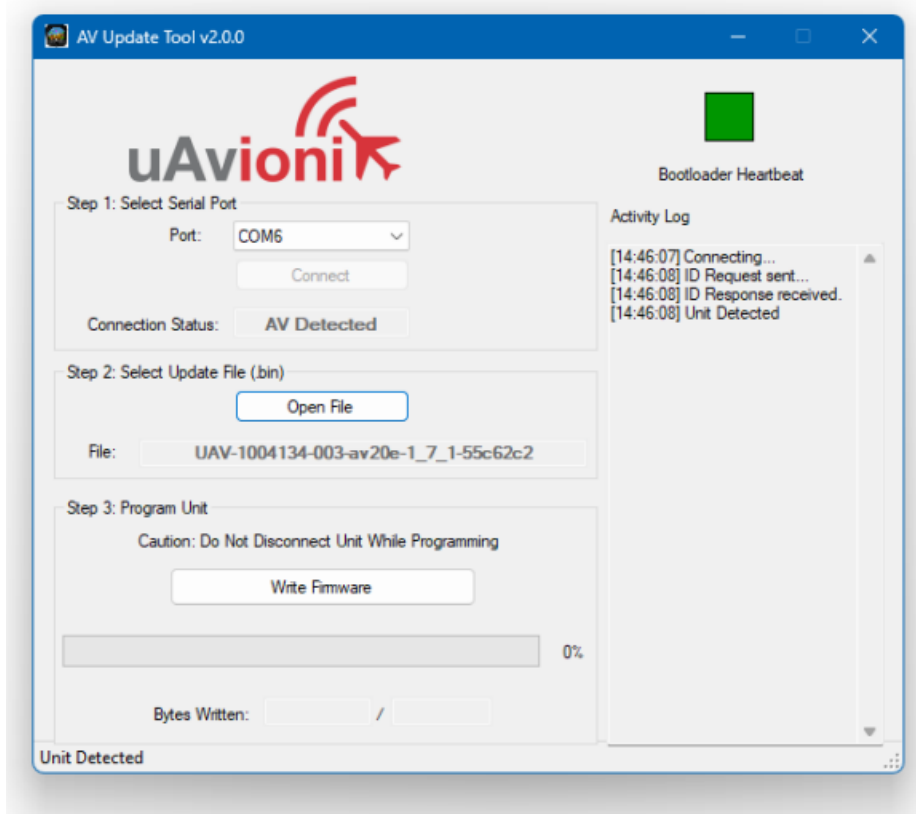 AV Update Tool v2.0.0
uAvionix
Bootloader Heartbeat
Step 1: Select Serial Port
Port: COM6
Connect
Connection Status: AV Detected
Activity Log
[14:46:07] Connecting...
[14:46:08] ID Request sent...
[14:46:08] ID Response received.
[14:46:08] Unit Detected
Step 2: Select Update File (.bin)
Open File
File: UAV-1004134-003-av20e-1_7_1-55c62c2
Step 3: Program Unit
Caution: Do Not Disconnect Unit While Programming
Write Firmware
0%
Bytes Written: /
Unit Detected